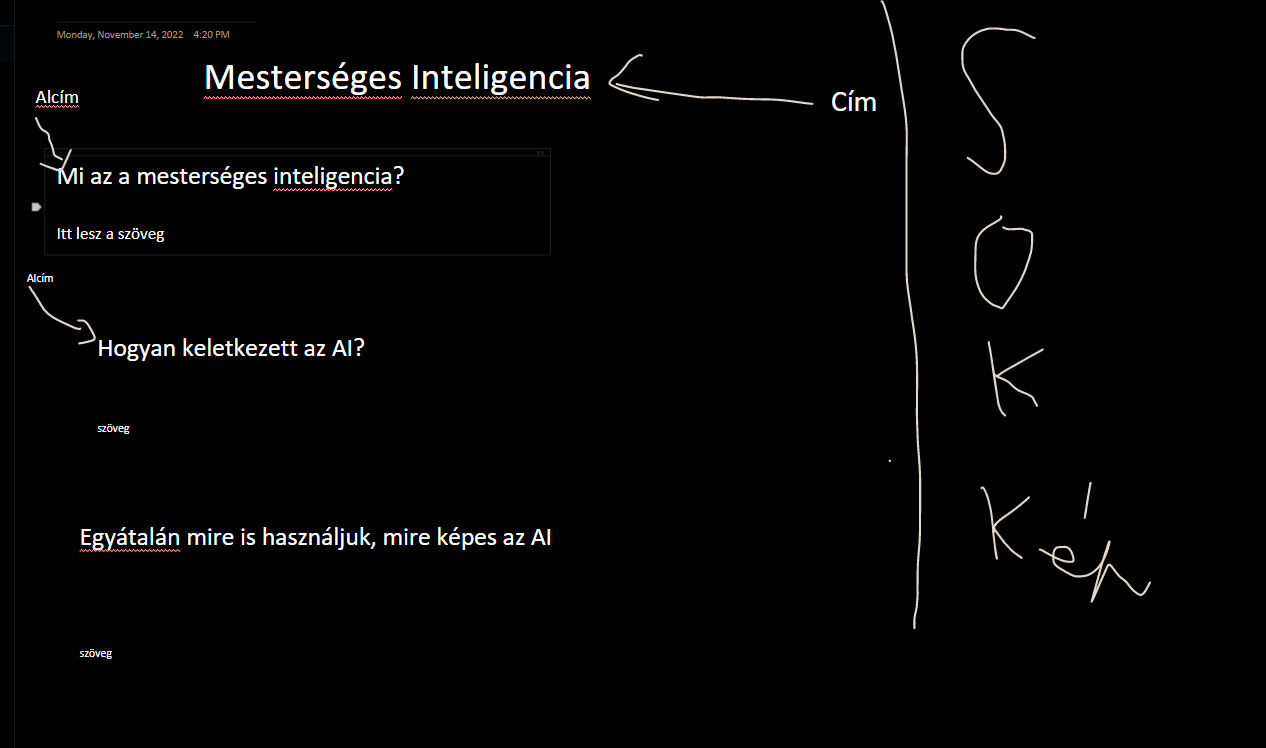 Monday, November 14, 2022 4:20 PM
Mesterséges Inteligencia
Cím
Alcím
Mi az a mesterséges inteligencia?
Itt lesz a szöveg
Alcím
Hogyan keletkezett az AI?
szöveg
Egyátalán mire is használjuk, mire képes az AI
szöveg
S
O
K
Kép